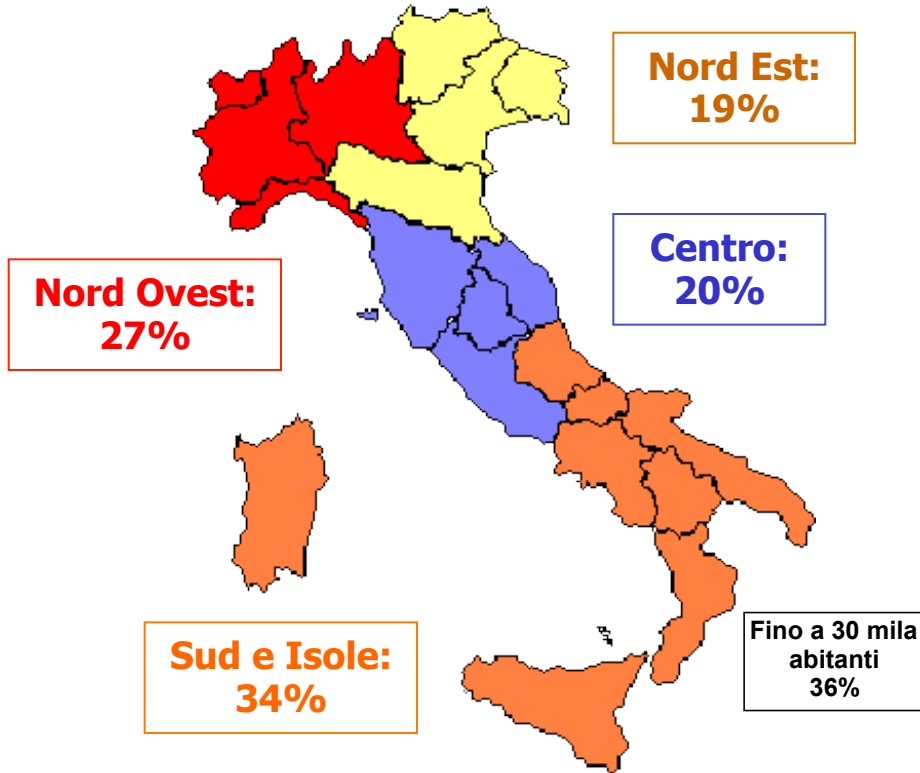 Nord Est:
19%
Centro:
20%
Nord Ovest:
27%
Sud e Isole:
34%
Fino a 30 mila
abitanti
36%